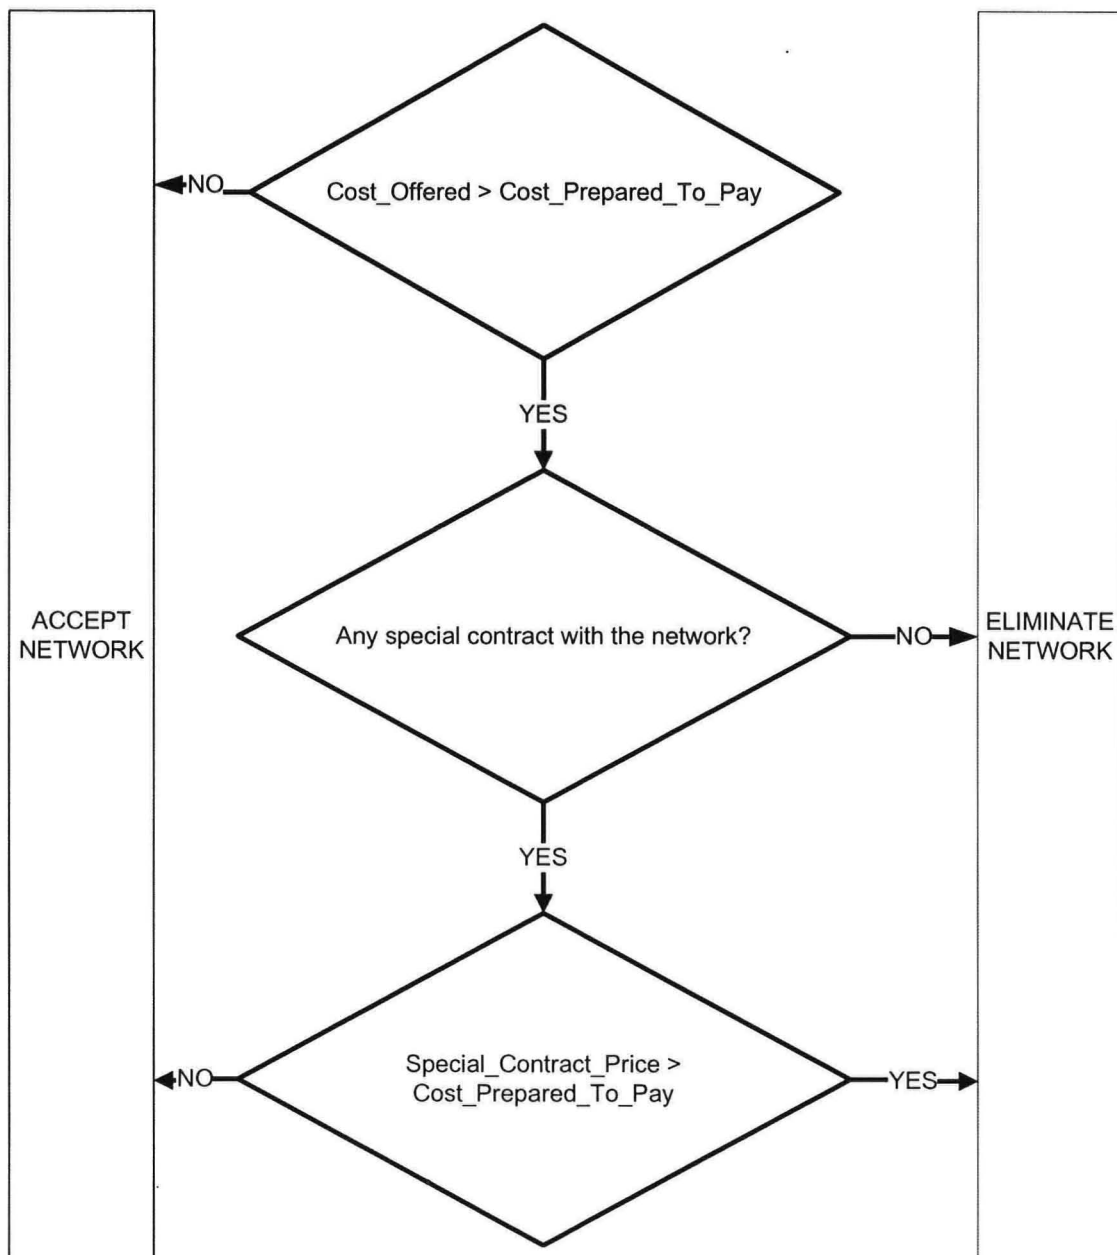 NO
Cost_Offered > Cost_Prepared_To_Pay
YES
ACCEPT
NETWORK
Any special contract with the network?
NO
ELIMINATE
NETWORK
YES
NO
Special_Contract_Price >
Cost_Prepared_To_Pay
YES